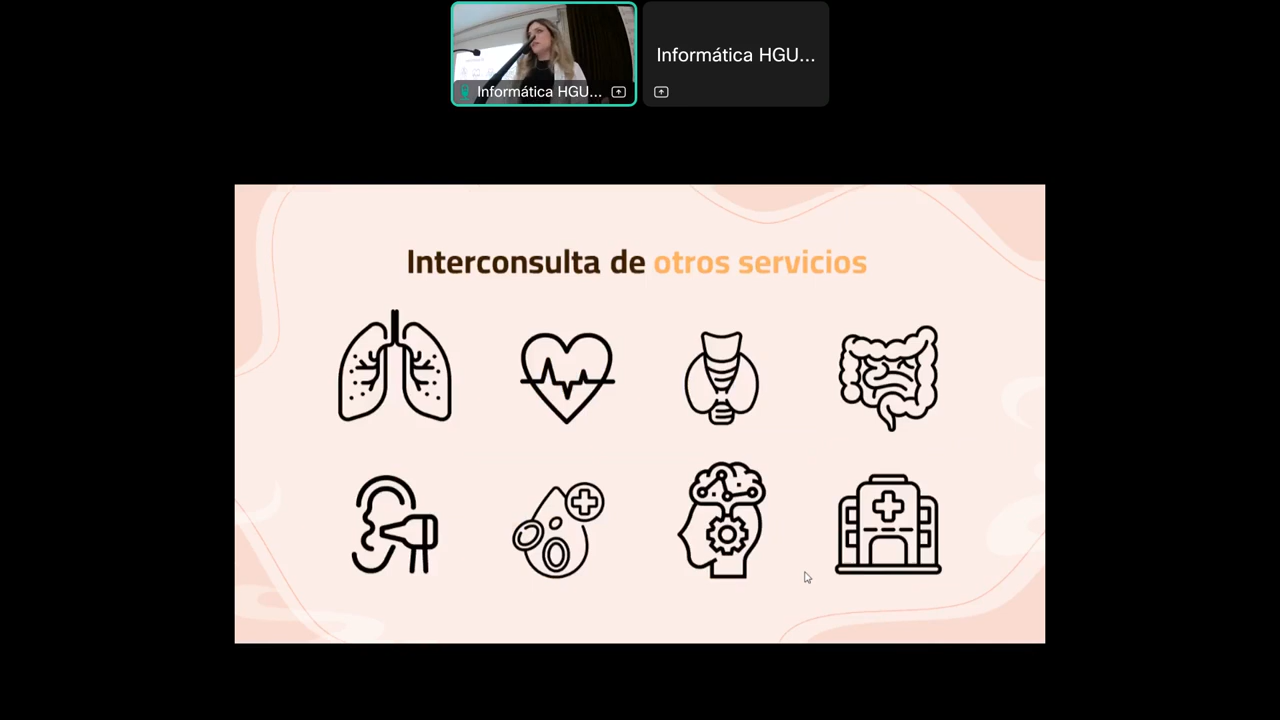 Informática HGU...
Informática HGU...
Interconsulta de otros servicios